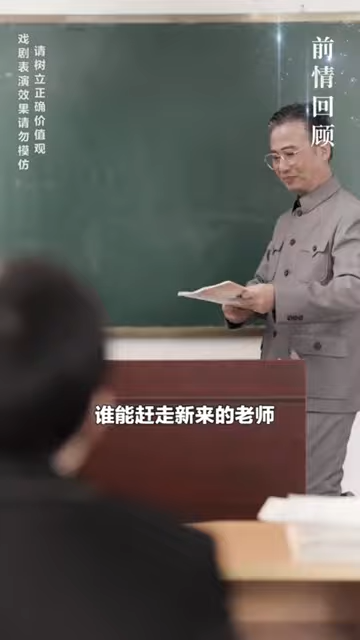 前情回顾
请树立正确价值观
戏剧表演效果请勿模仿
谁能赶走新来的老师